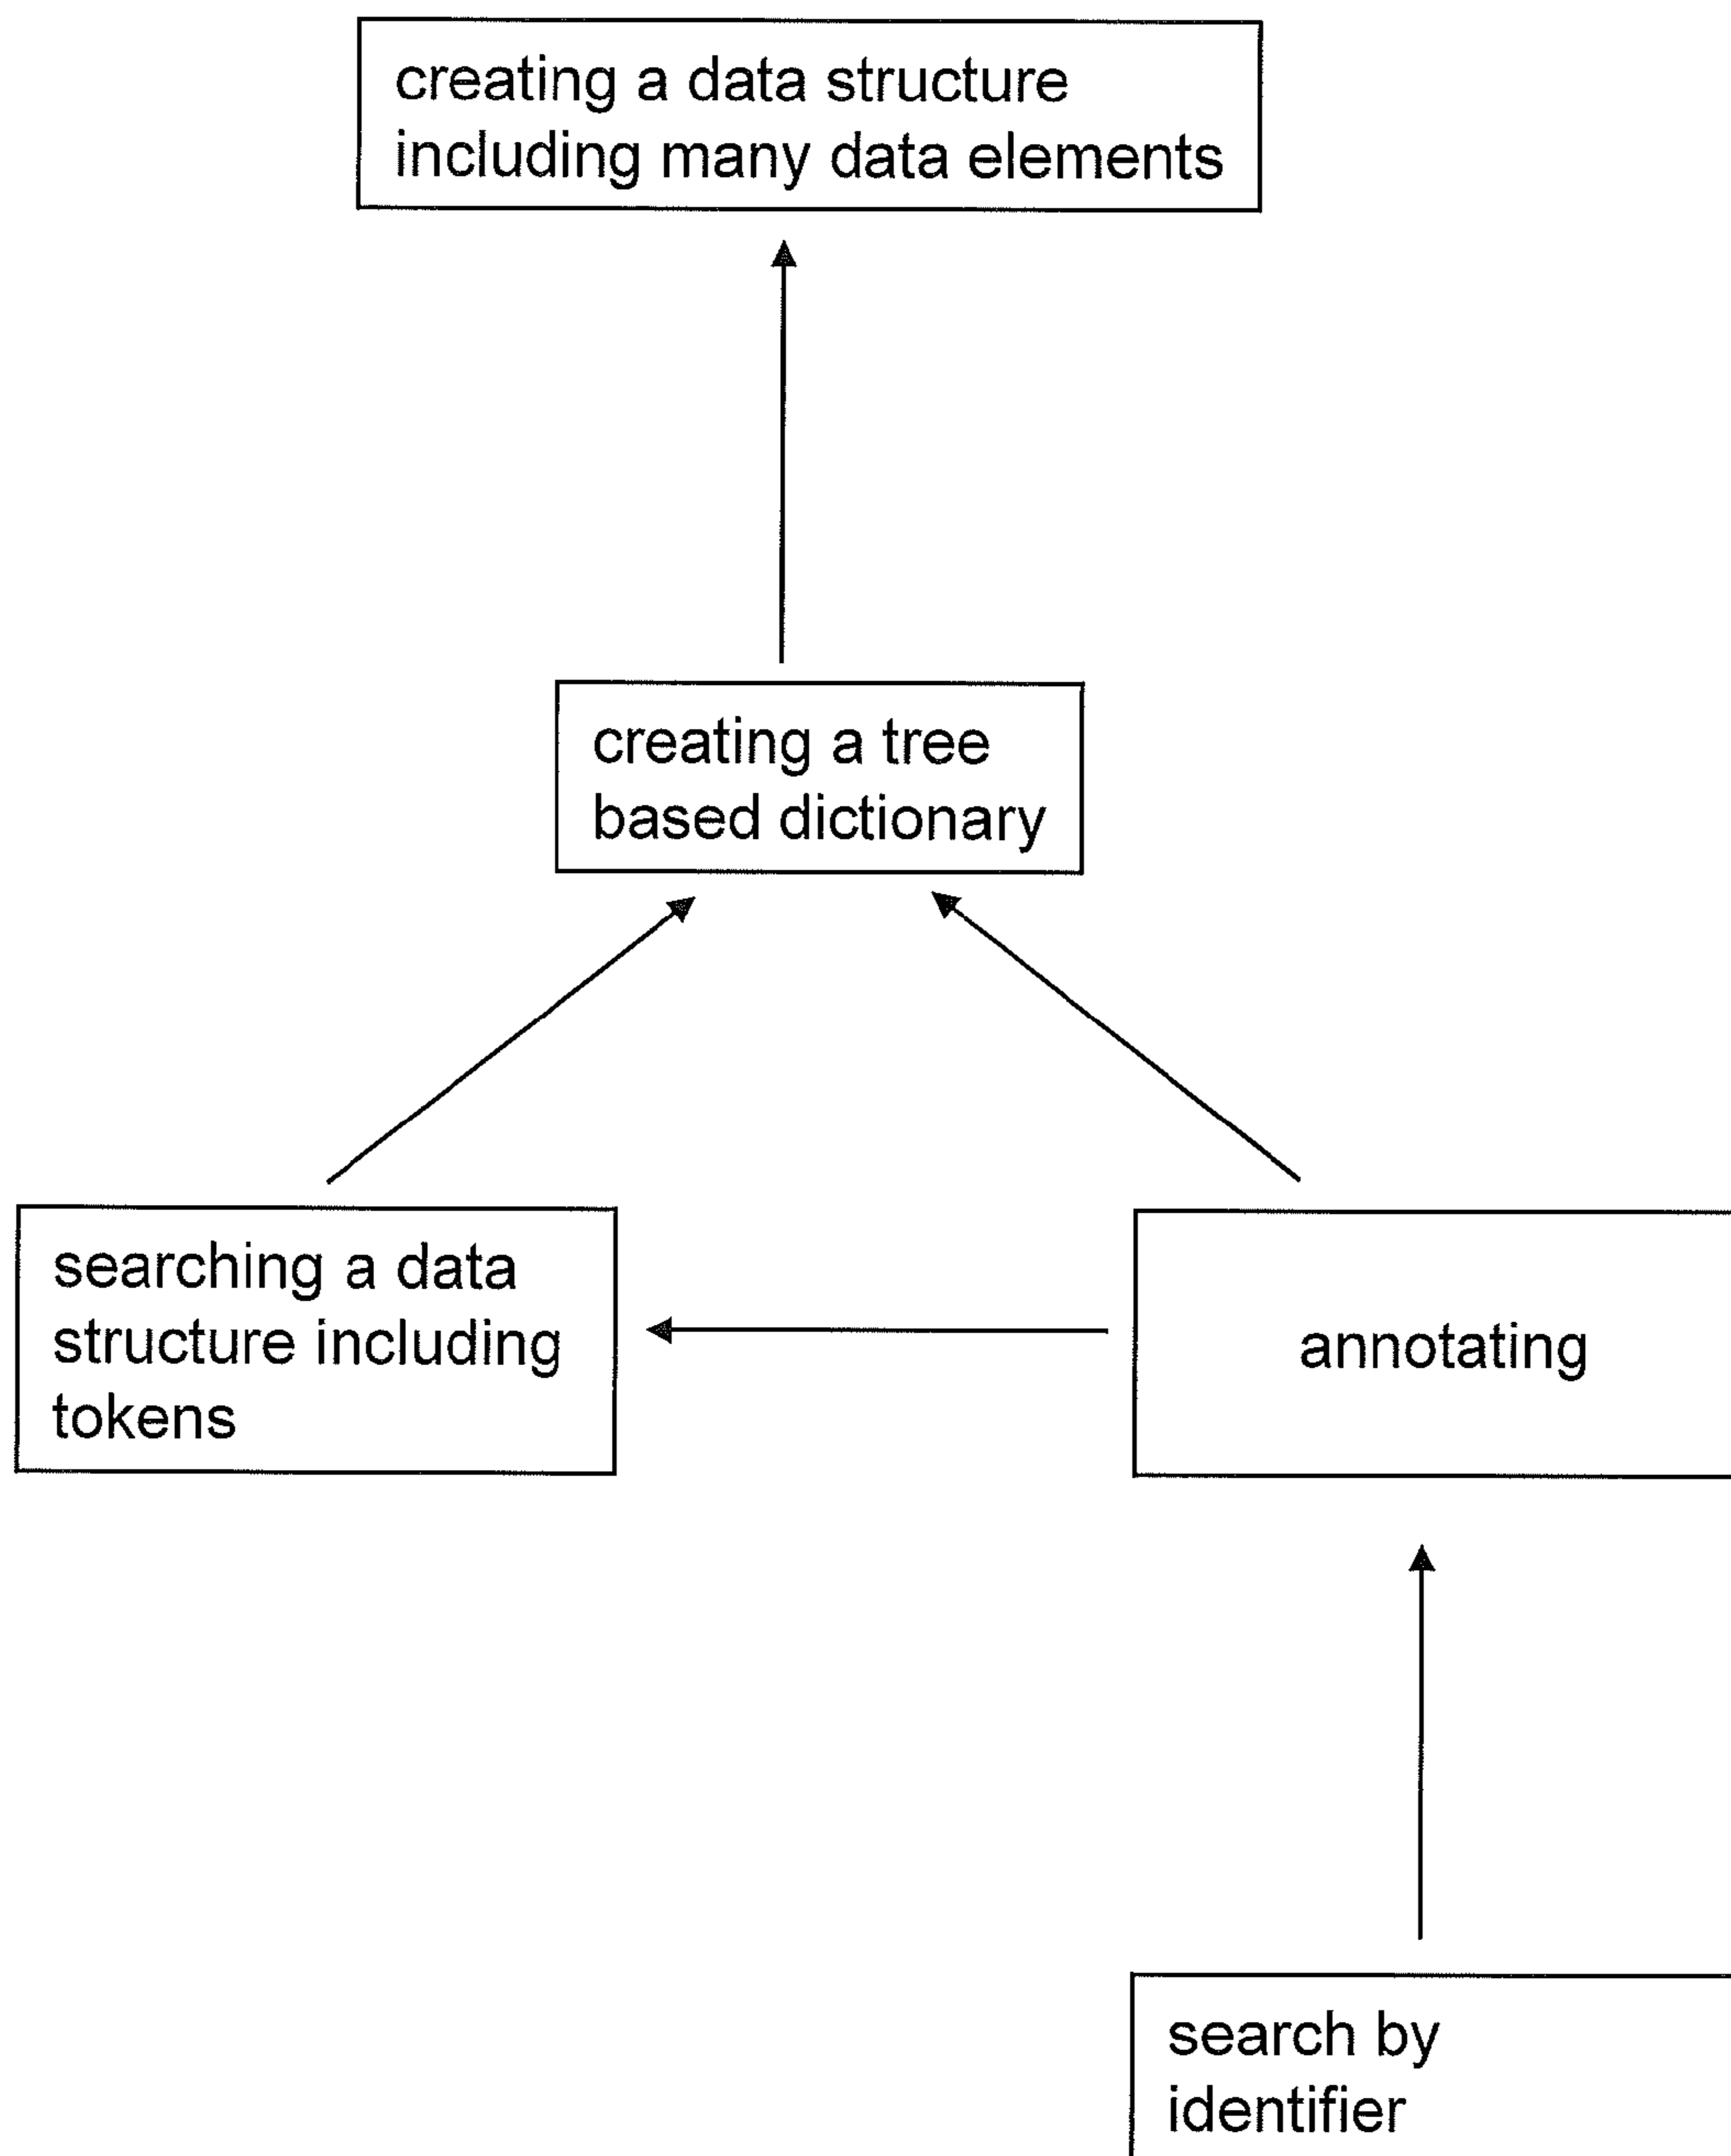 creating a data structure
including many data elements
creating a tree
based dictionary
searching a data
structure including
tokens
annotating
search by
identifier